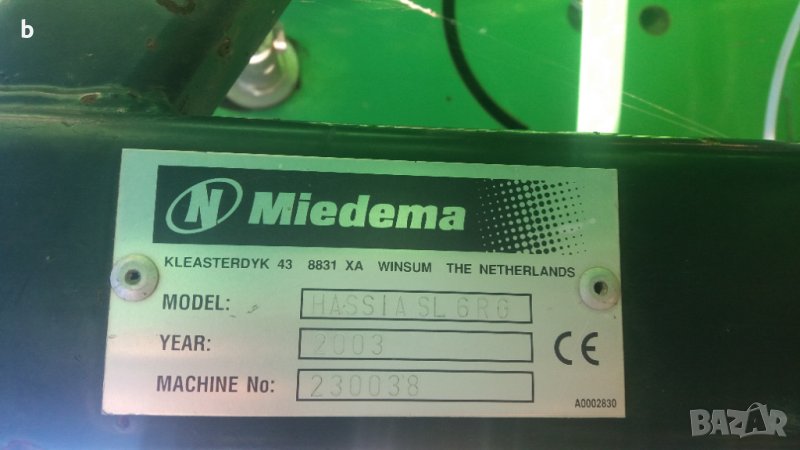 b
N Miedema
KLEASTERDYK 43 8831 XA WINSUM THE NETHERLANDS
MODEL: HASSIA SL 6RG
YEAR: 2003
MACHINE No: 230038
CE
A0002830
BAZAR